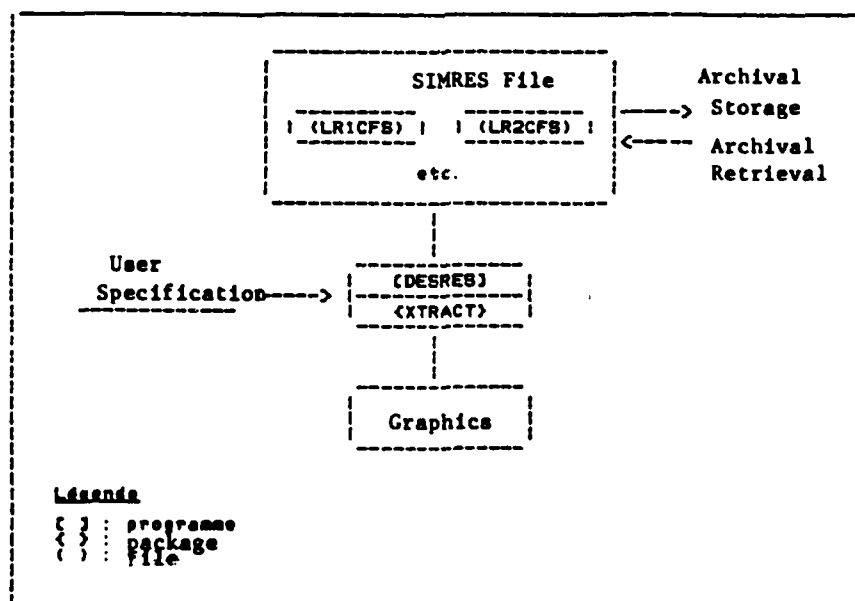 SIMRES File
(LR1CFS) (LR2CFS)
etc.
Archival
Storage
Archival
Retrieval
User
Specification
[DESRES]
{XTRACT}
Graphics
Legende
[ ] : programme
{ } : package
( ) : file